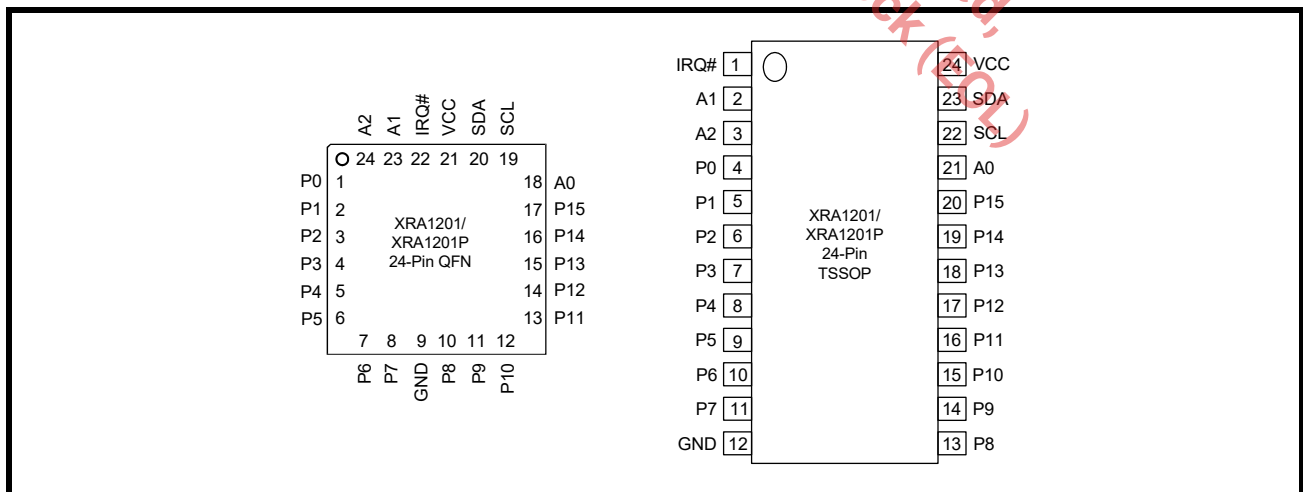 ed,
ck (EOL)
A2 A1 IRQ# VCC SDA SCL
24 23 22 21 20 19
P0 1 18 A0
P1 2 17 P15
P2 3 16 P14
P3 4 15 P13
P4 5 14 P12
P5 6 13 P11
XRA1201/
XRA1201P
24-Pin QFN
7 8 9 10 11 12
P6 P7 GND P8 P9 P10
IRQ# 1 24 VCC
A1 2 23 SDA
A2 3 22 SCL
P0 4 21 A0
P1 5 20 P15
P2 6 19 P14
P3 7 18 P13
P4 8 17 P12
P5 9 16 P11
P6 10 15 P10
P7 11 14 P9
GND 12 13 P8
XRA1201/
XRA1201P
24-Pin
TSSOP